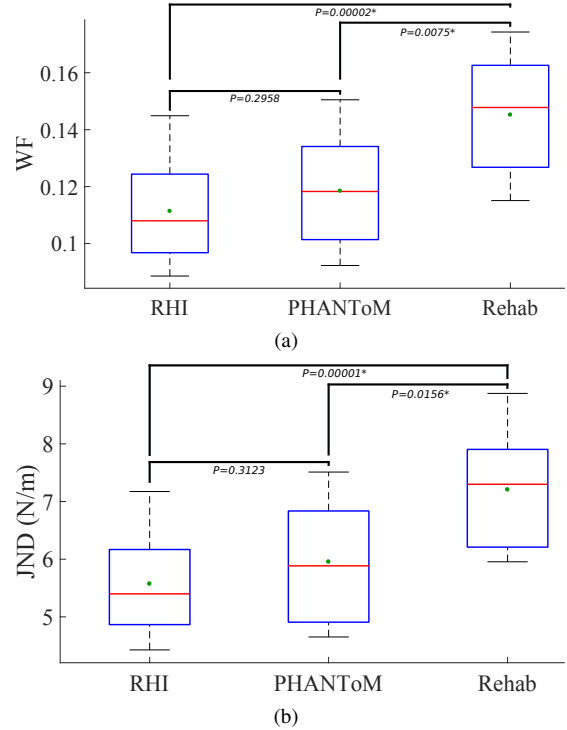 P=0.00002*
P=0.0075*
0.16
P=0.2958
0.14
WF
0.12
0.1
RHI PHANToM Rehab
(a)
9
P=0.00001*
P=0.0156*
8
P=0.3123
7
JND (N/m)
6
5
RHI PHANToM Rehab
(b)